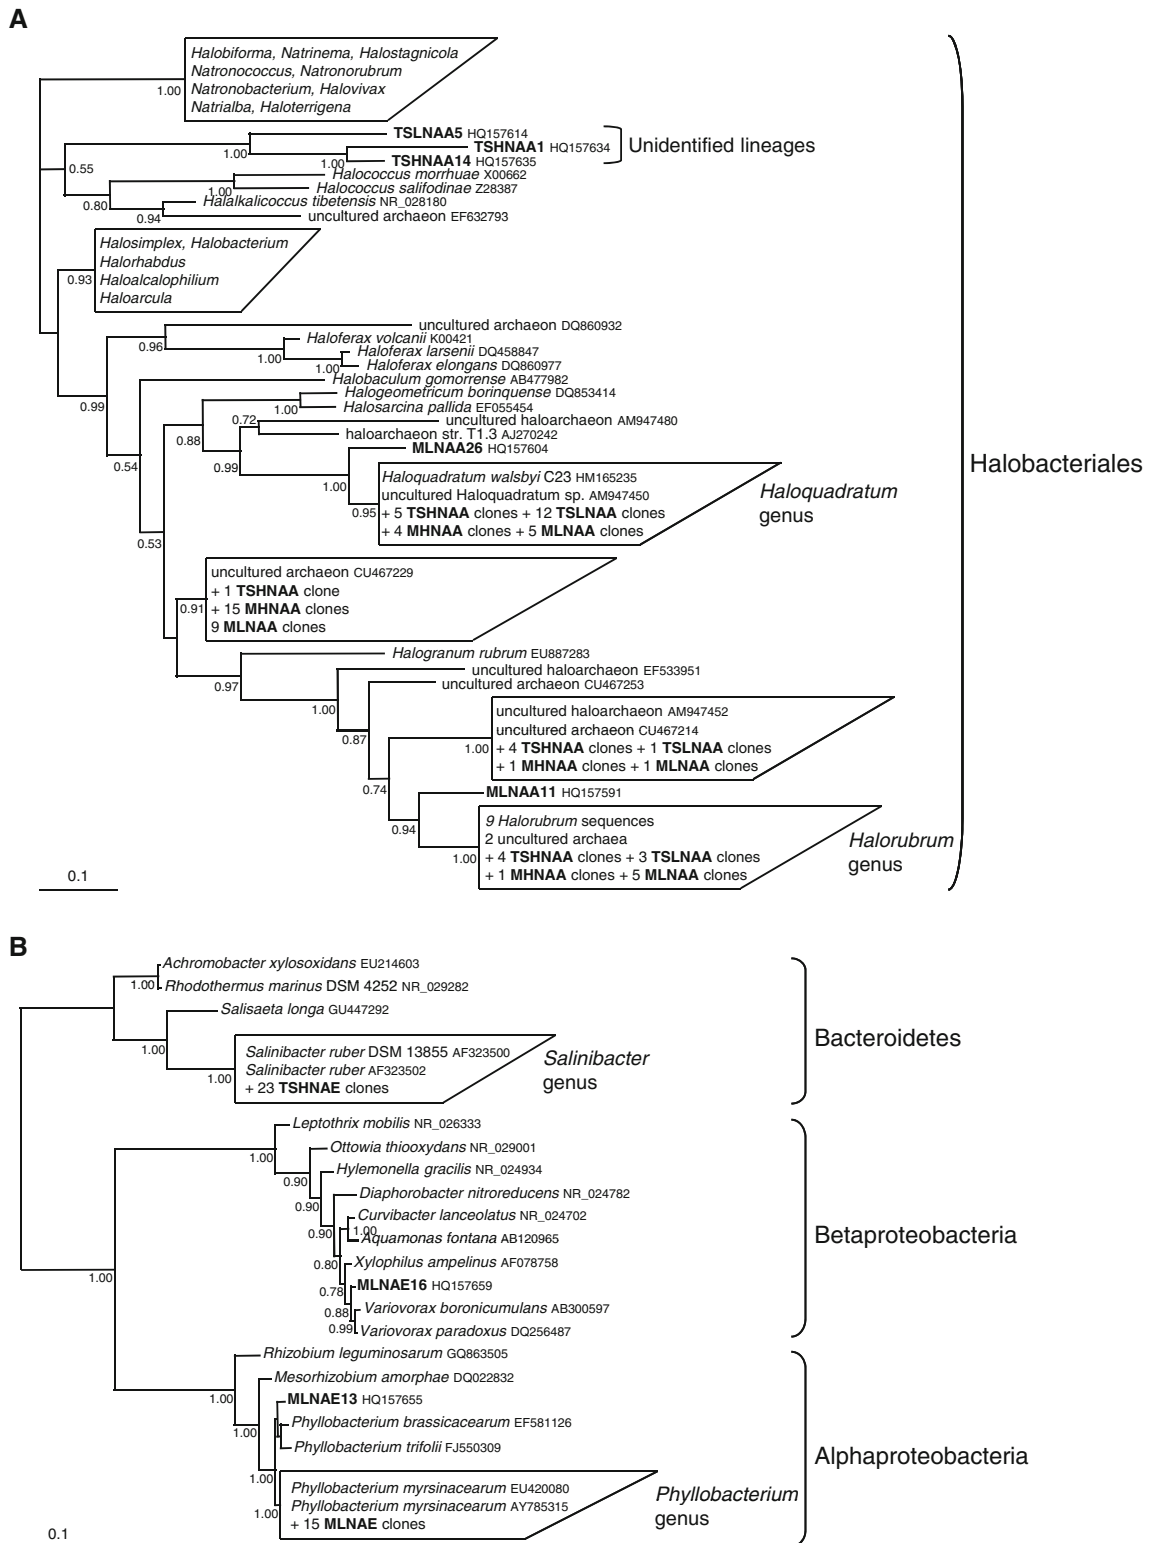 A
Halobiforma, Natrinema, Halostagnicola
Natronococcus, Natronorubrum
Natronobacterium, Halovivax
Natrialba, Haloterrigena
1.00
TSLNAA5 HQ157614
TSHNAA1 HQ157634
1.00
TSHNAA14 HQ157635
1.00
Unidentified lineages
0.55
Halococcus morrhuae X00662
Halococcus salifodinae Z28387
1.00
Halalkalicoccus tibetensis NR_028180
0.80
uncultured archaeon EF632793
0.94
Halosimplex, Halobacterium
Halorhabdus
Haloalcalophilium
Haloarcula
0.93
uncultured archaeon DQ860932
Haloferax volcanii K00421
0.96
Haloferax larsenii DQ458847
1.00
Haloferax elongans DQ860977
1.00
Halobaculum gomorrense AB477982
Halogeometricum borinquense DQ853414
0.99
Halosarcina pallida EF055454
1.00
uncultured haloarchaeon AM947480
0.72
haloarchaeon str. T1.3 AJ270242
0.88
MLNAA26 HQ157604
0.54
0.99
Haloquadratum walsbyi C23 HM165235
uncultured Haloquadratum sp. AM947450
+ 5 TSHNAA clones + 12 TSLNAA clones
+ 4 MHNAA clones + 5 MLNAA clones
1.00
0.95
Haloquadratum
genus
Halobacteriales
0.53
uncultured archaeon CU467229
+ 1 TSHNAA clone
+ 15 MHNAA clones
9 MLNAA clones
0.91
Halogranum rubrum EU887283
uncultured haloarchaeon EF533951
0.97
uncultured archaeon CU467253
1.00
uncultured haloarchaeon AM947452
uncultured archaeon CU467214
+ 4 TSHNAA clones + 1 TSLNAA clones
+ 1 MHNAA clones + 1 MLNAA clones
0.87
1.00
0.74
MLNAA11 HQ157591
0.94
9 Halorubrum sequences
2 uncultured archaea
+ 4 TSHNAA clones + 3 TSLNAA clones
+ 1 MHNAA clones + 5 MLNAA clones
1.00
Halorubrum
genus
0.1
B
Achromobacter xylosoxidans EU214603
Rhodothermus marinus DSM 4252 NR_029282
1.00
Salisaeta longa GU447292
1.00
Salinibacter ruber DSM 13855 AF323500
Salinibacter ruber AF323502
+ 23 TSHNAE clones
1.00
Salinibacter
genus
Bacteroidetes
Leptothrix mobilis NR_026333
Ottowia thiooxydans NR_029001
1.00
Hylemonella gracilis NR_024934
0.90
Diaphorobacter nitroreducens NR_024782
0.90
Curvibacter lanceolatus NR_024702
1.00
0.90
Aquamonas fontana AB120965
Xylophilus ampelinus AF078758
0.80
MLNAE16 HQ157659
0.78
Variovorax boronicumulans AB300597
0.88
Variovorax paradoxus DQ256487
0.99
Betaproteobacteria
1.00
Rhizobium leguminosarum GQ863505
Mesorhizobium amorphae DQ022832
1.00
MLNAE13 HQ157655
Phyllobacterium brassicacearum EF581126
1.00
Phyllobacterium trifolii FJ550309
1.00
Phyllobacterium myrsinacearum EU420080
Phyllobacterium myrsinacearum AY785315
+ 15 MLNAE clones
1.00
Phyllobacterium
genus
Alphaproteobacteria
0.1